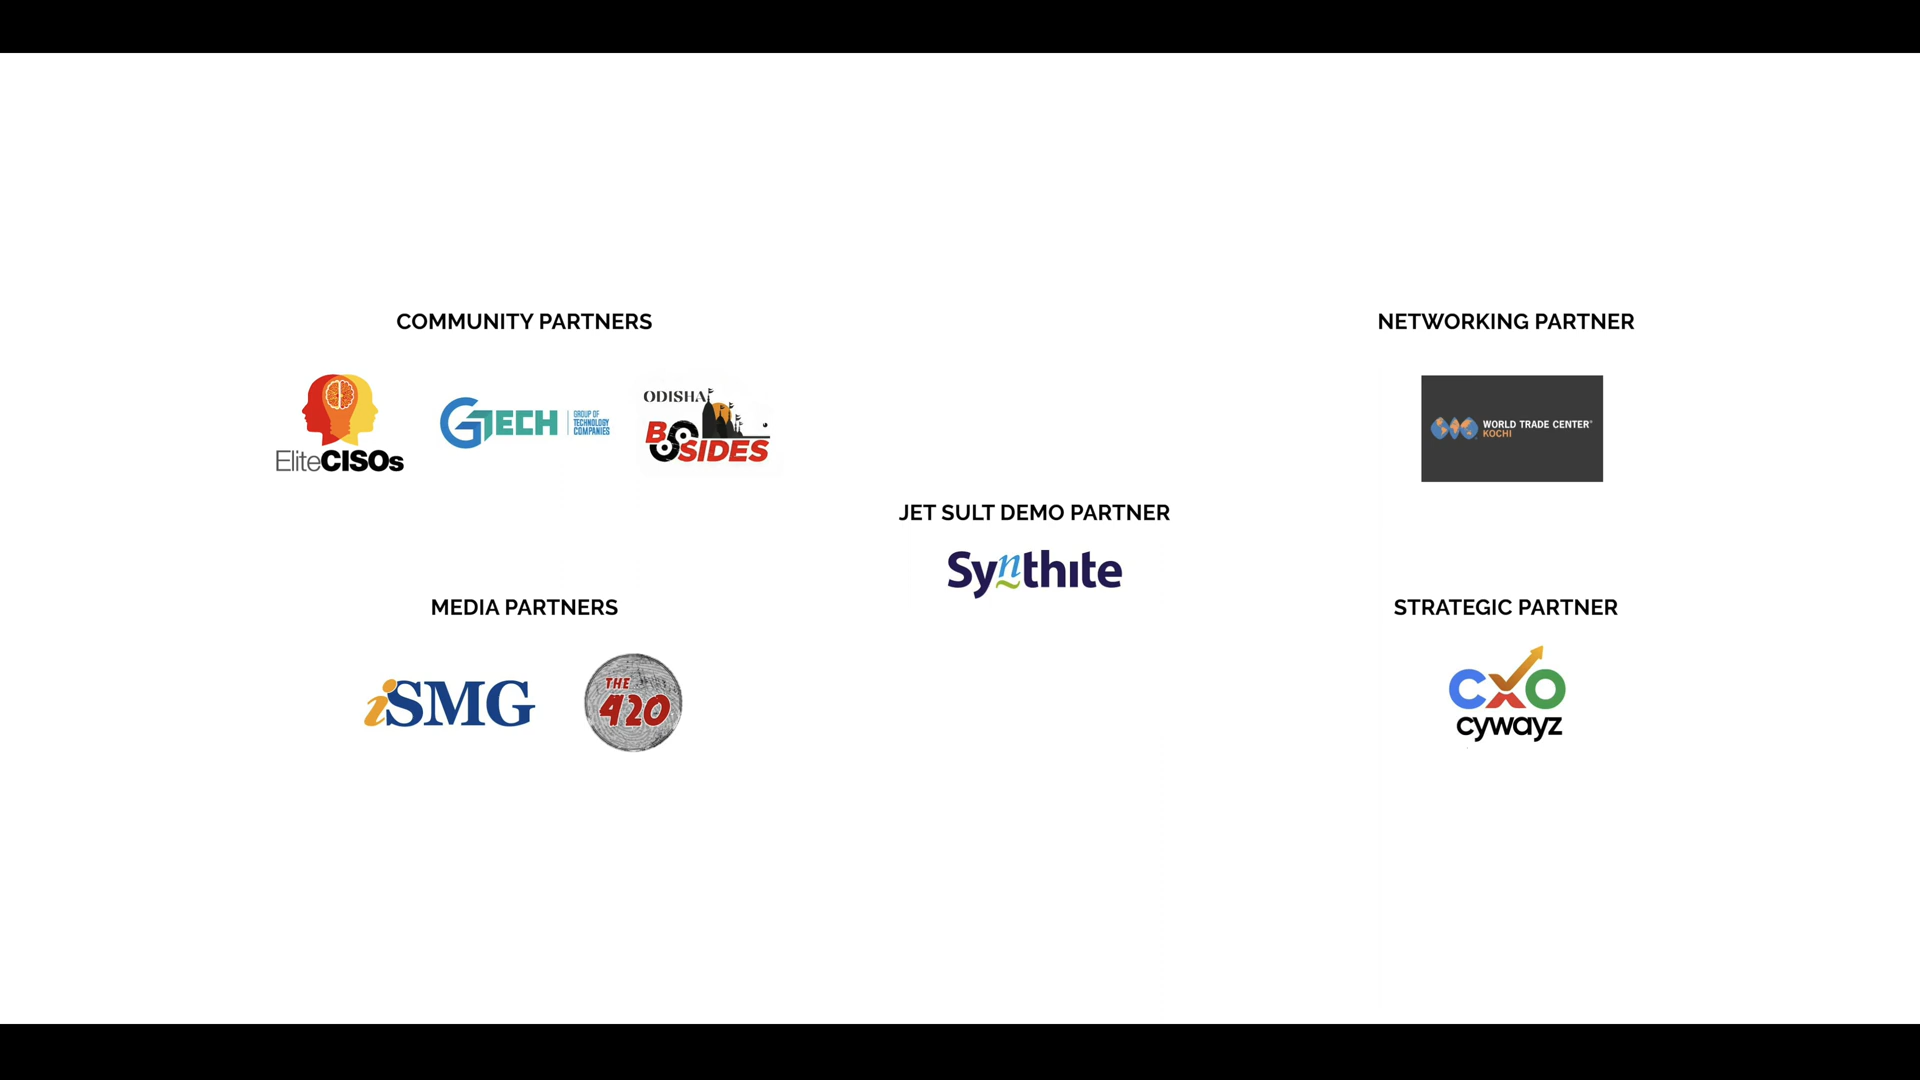 COMMUNITY PARTNERS
EliteCISOs
GTECH GROUP OF TECHNOLOGY COMPANIES
ODISHA
BSIDES
NETWORKING PARTNER
WORLD TRADE CENTER®
KOCHI
JET SULT DEMO PARTNER
Synthite
MEDIA PARTNERS
iSMG
THE
420
STRATEGIC PARTNER
CXO
cywayz